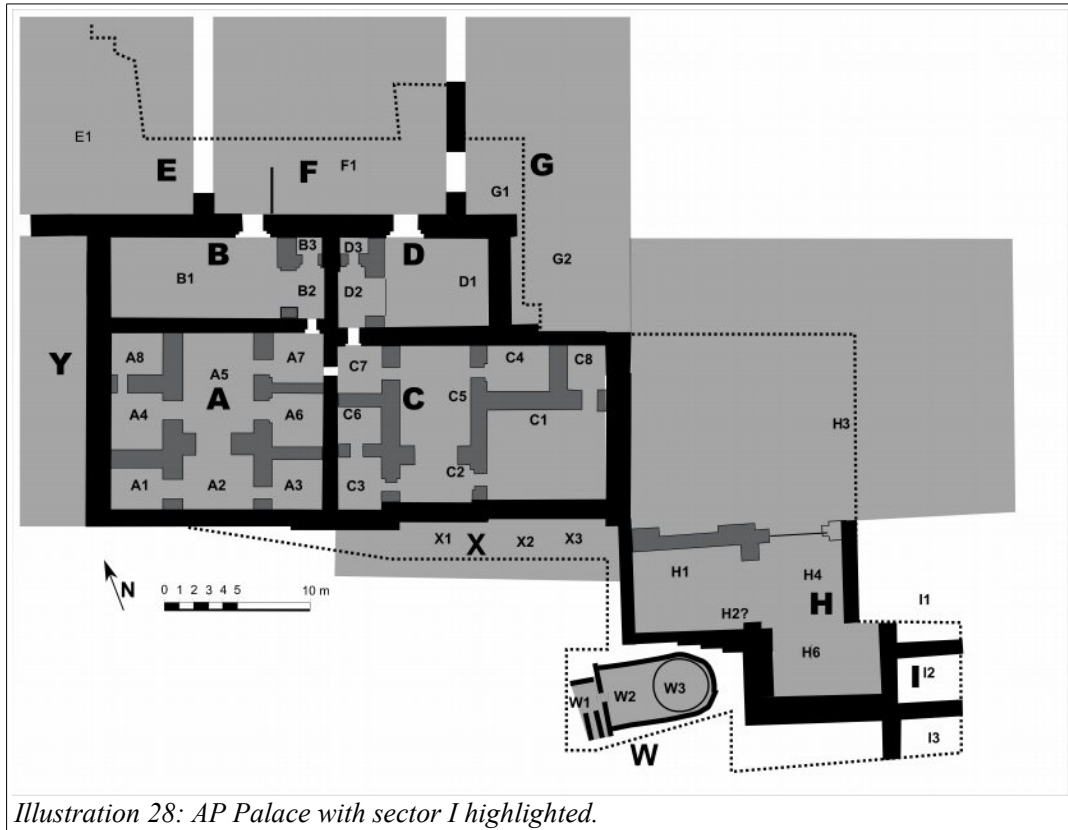 E1
E
F
F1
G
G1
G2
B
B3
D3
D
B1
B2
D2
D1
Y
A8
A5
A7
A
A4
A6
A1
A2
A3
C7
C4
C8
C
C5
C6
C1
C3
C2
H3
X1
X
X2
X3
N
0 1 2 3 4 5 10 m
H1
H4
H2?
H
H6
I1
I2
I
I3
W1
W2
W3
W
Illustration 28: AP Palace with sector I highlighted.